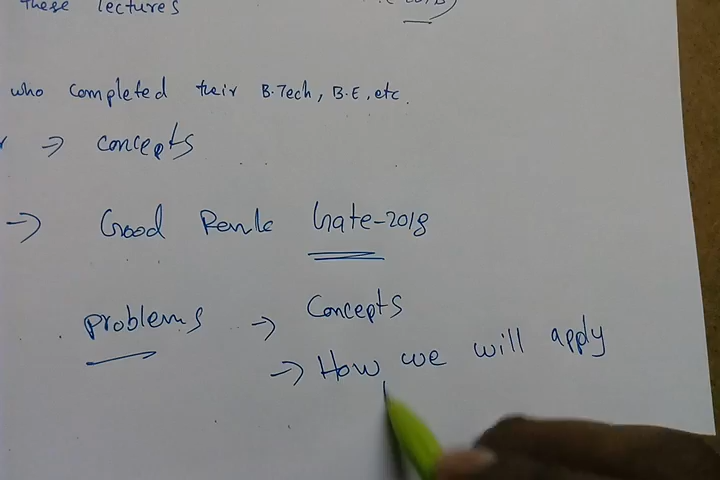 these lectures
who completed their B.Tech, B.E, etc.
→ concepts
→ Good Rank Gate-2018
problems → Concepts
→ How we will apply